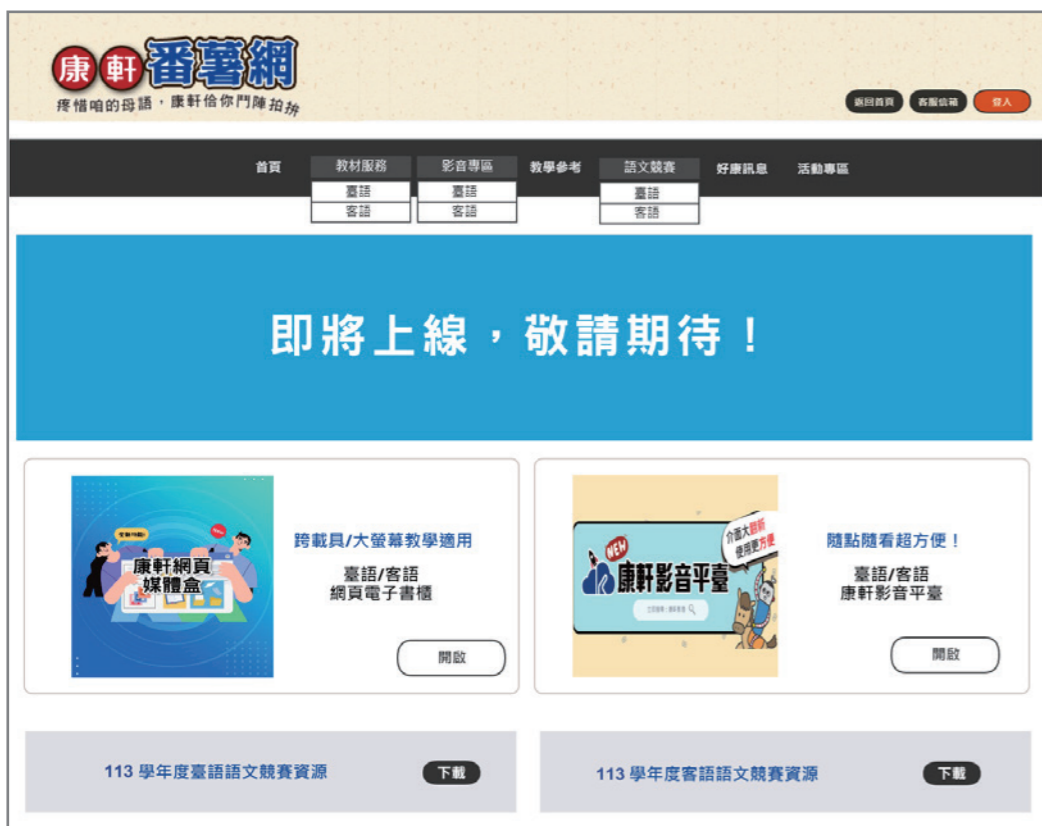 康軒番薯網
疼惜咱的母語，康軒佮你鬥陣拍拚
返回首頁 客服信箱 登入
首頁 教材服務 影音專區 教學參考 語文競賽 好康訊息 活動專區
臺語 臺語 臺語
客語 客語 客語
即將上線，敬請期待！
康軒網頁
媒體盒
跨載具/大螢幕教學適用
臺語/客語
網頁電子書櫃
開啟
NEW
介面大翻新
使用更方便
康軒影音平臺
隨點隨看超方便！
臺語/客語
康軒影音平臺
開啟
113 學年度臺語語文競賽資源 下載
113 學年度客語語文競賽資源 下載